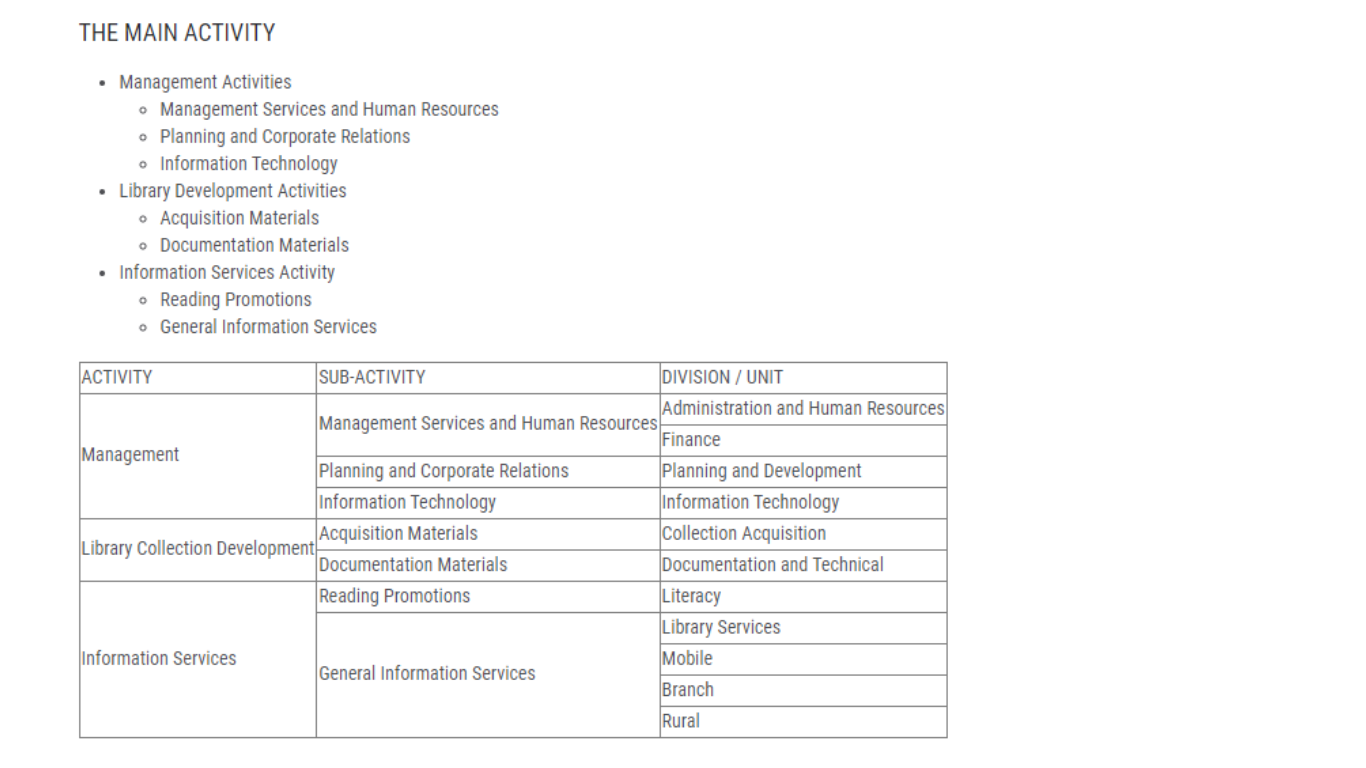 THE MAIN ACTIVITY
Management Activities
Management Services and Human Resources
Planning and Corporate Relations
Information Technology
Library Development Activities
Acquisition Materials
Documentation Materials
Information Services Activity
Reading Promotions
General Information Services
ACTIVITY SUB-ACTIVITY DIVISION / UNIT
Management Management Services and Human Resources Administration and Human Resources
Finance
Planning and Corporate Relations Planning and Development
Information Technology Information Technology
Library Collection Development Acquisition Materials Collection Acquisition
Documentation Materials Documentation and Technical
Information Services Reading Promotions Literacy
General Information Services Library Services
Mobile
Branch
Rural